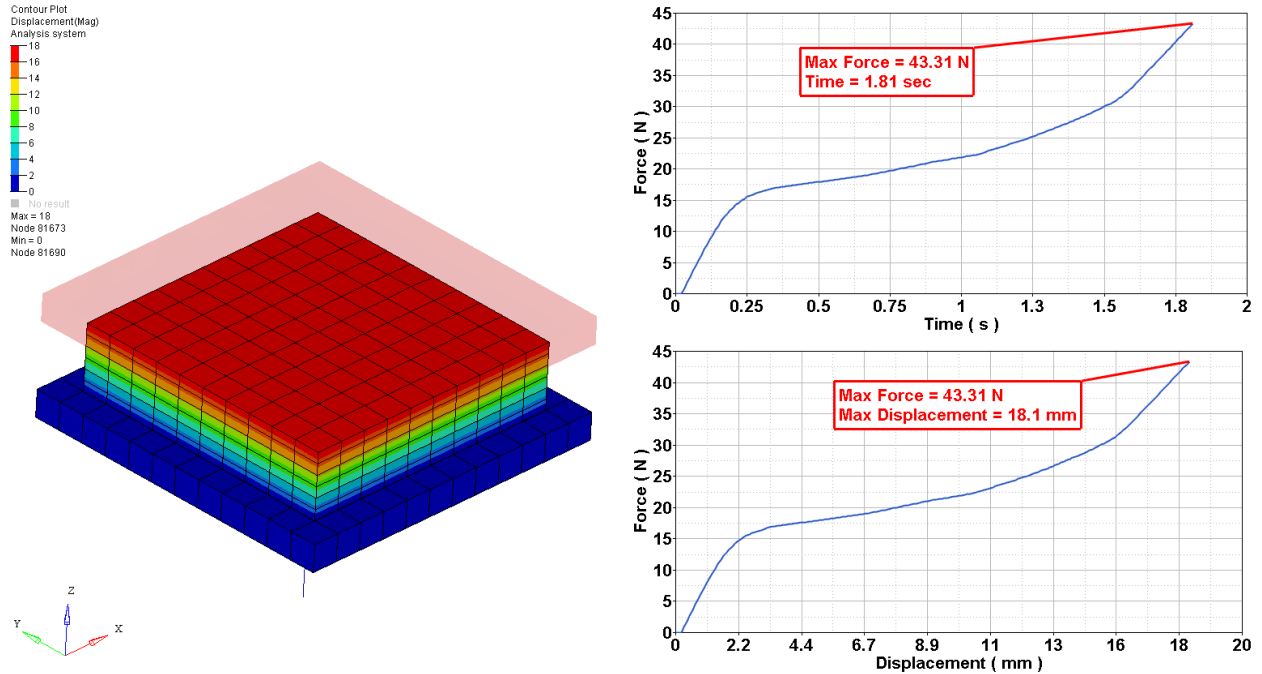 Contour Plot
Displacement(Mag)
Analysis system
18
16
14
12
10
8
6
4
2
0
No result
Max = 18
Node 81673
Min = 0
Node 81690
Z
Y
X
45
40
35
30
25
20
15
10
5
0
Force ( N )
Max Force = 43.31 N
Time = 1.81 sec
0
0.25
0.5
0.75
1
1.3
1.5
1.8
2
Time ( s )
45
40
35
30
25
20
15
10
5
0
Force ( N )
Max Force = 43.31 N
Max Displacement = 18.1 mm
0
2.2
4.4
6.7
8.9
11
13
16
18
20
Displacement ( mm )